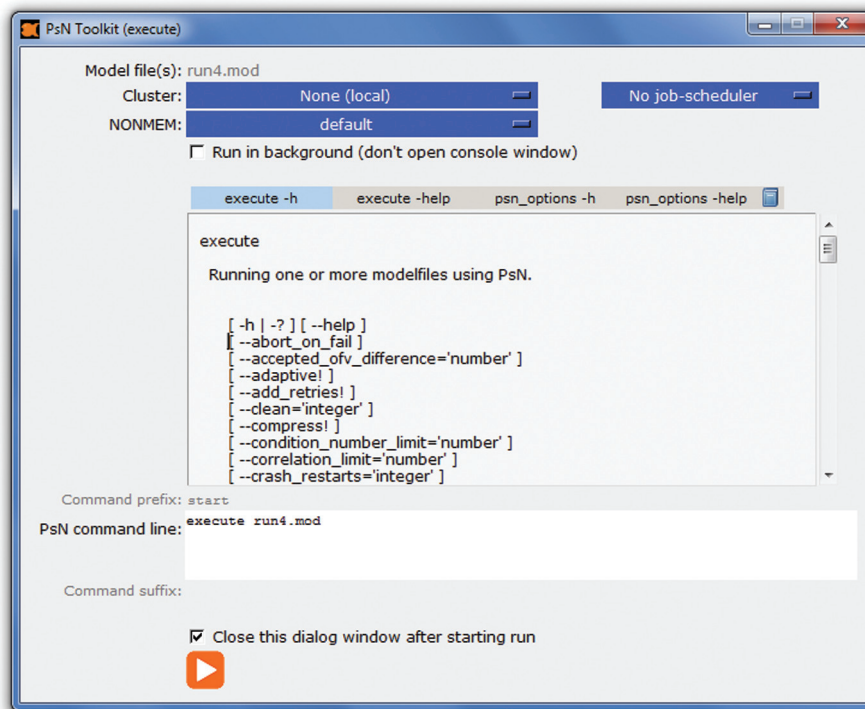 PsN Toolkit (execute)
Model file(s): run4.mod
Cluster: None (local) No job-scheduler
NONMEM: default
Run in background (don't open console window)
execute -h execute -help psn_options -h psn_options -help
execute
Running one or more modelfiles using PsN.
[ -h | -? ] [ --help ]
[ --abort_on_fail ]
[ --accepted_ofv_difference='number' ]
[ --adaptive! ]
[ --add_retries! ]
[ --clean='integer' ]
[ --compress! ]
[ --condition_number_limit='number' ]
[ --correlation_limit='number' ]
[ --crash_restarts='integer' ]
Command prefix: start
PsN command line: execute run4.mod
Command suffix:
Close this dialog window after starting run